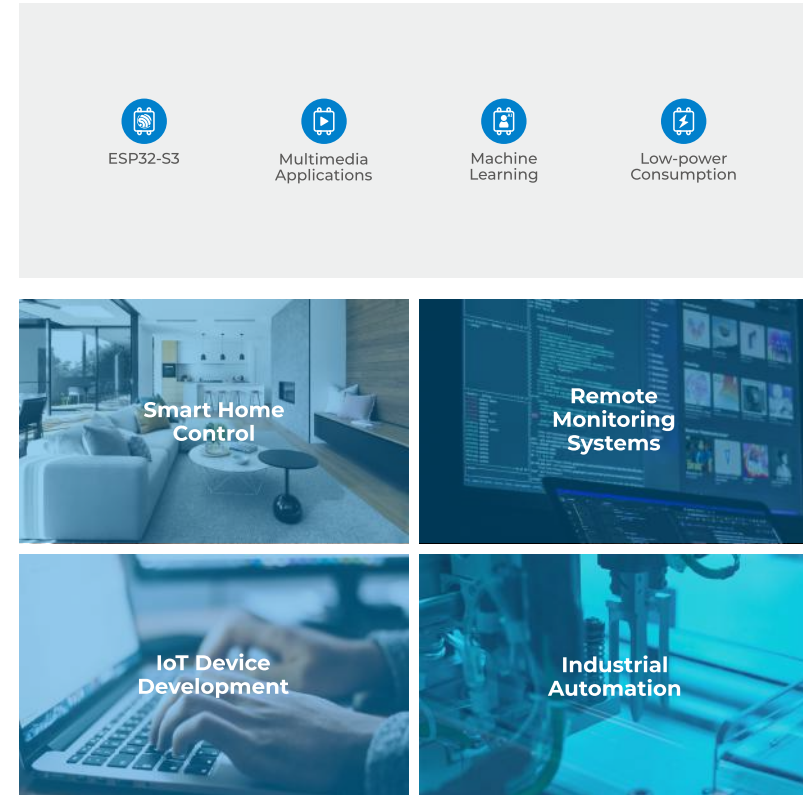 ESP32-S3
Multimedia
Applications
Machine
Learning
Low-power
Consumption
Smart Home
Control
Remote
Monitoring
Systems
IoT Device
Development
Industrial
Automation